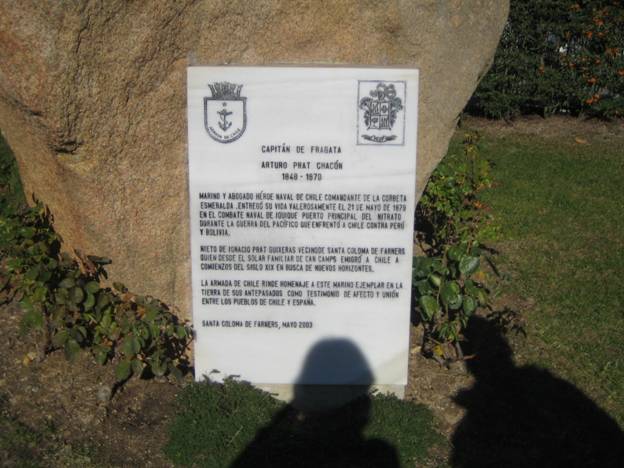 ARMADA DE CHILE
CAPITÁN DE FRAGATA
ARTURO PRAT CHACÓN
1848 - 1879
MARINO Y ABOGADO HÉROE NAVAL DE CHILE COMANDANTE DE LA CORBETA
ESMERALDA .ENTREGÓ SU VIDA VALEROSAMENTE EL 21 DE MAYO DE 1879
EN EL COMBATE NAVAL DE IQUIQUE PUERTO PRINCIPAL DEL NITRATO
DURANTE LA GUERRA DEL PACÍFICO QUE ENFRENTÓ A CHILE CONTRA PERÚ
Y BOLIVIA.
NIETO DE IGNACIO PRAT GUIXERAS VECINO DE SANTA COLOMA DE FARNERS
QUIEN DESDE EL SOLAR FAMILIAR DE CAN CAMPS EMIGRÓ A CHILE A
COMIENZOS DEL SIGLO XIX EN BUSCA DE NUEVOS HORIZONTES.
LA ARMADA DE CHILE RINDE HOMENAJE A ESTE MARINO EJEMPLAR EN LA
TIERRA DE SUS ANTEPASADOS COMO TESTIMONIO DE AFECTO Y UNIÓN
ENTRE LOS PUEBLOS DE CHILE Y ESPAÑA.
SANTA COLOMA DE FARNERS, MAYO 2003